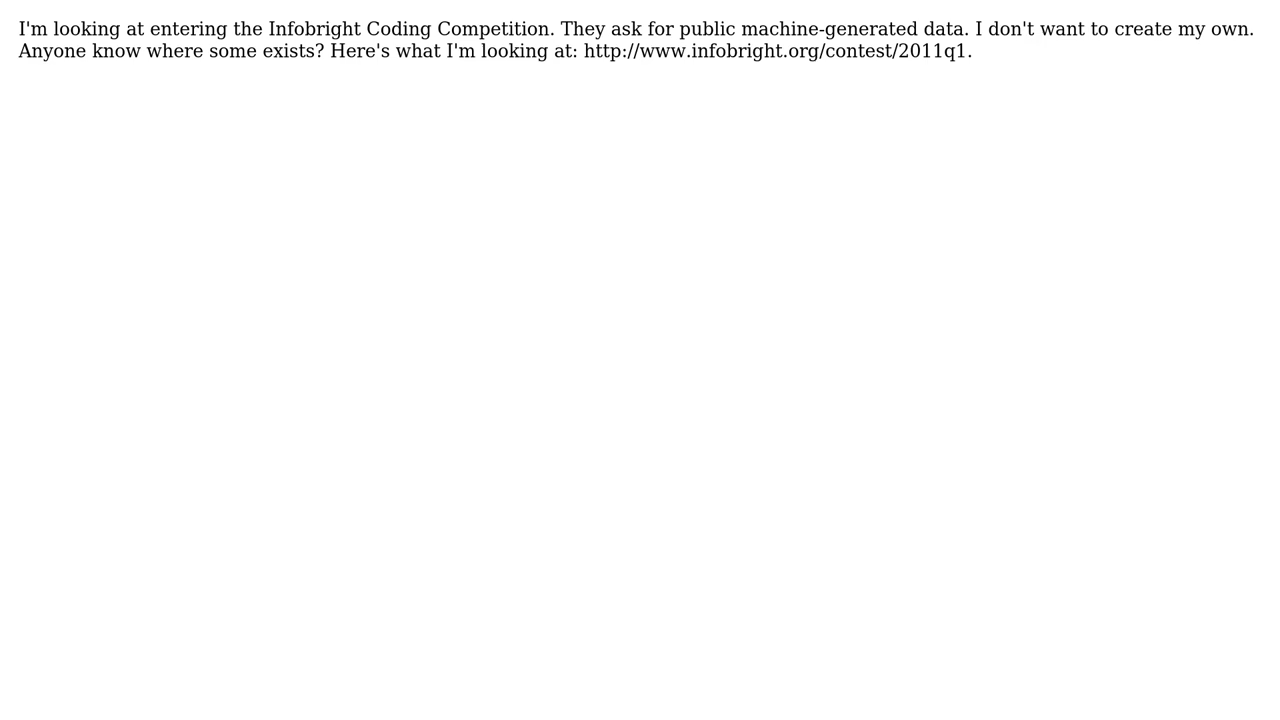 I'm looking at entering the Infobright Coding Competition. They ask for public machine-generated data. I don't want to create my own.
Anyone know where some exists? Here's what I'm looking at: http://www.infobright.org/contest/2011q1.